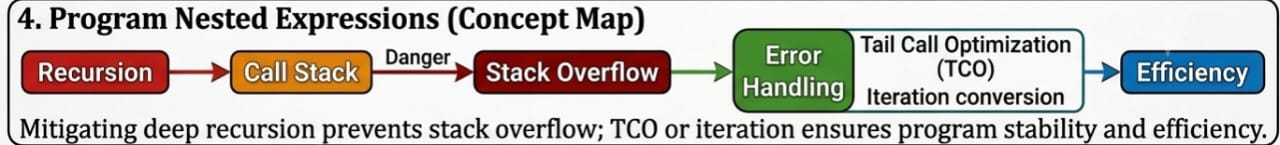 4. Program Nested Expressions (Concept Map)
Recursion
Call Stack
Danger
Stack Overflow
Error
Handling
Tail Call Optimization
(TCO)
Iteration conversion
Efficiency
Mitigating deep recursion prevents stack overflow; TCO or iteration ensures program stability and efficiency.